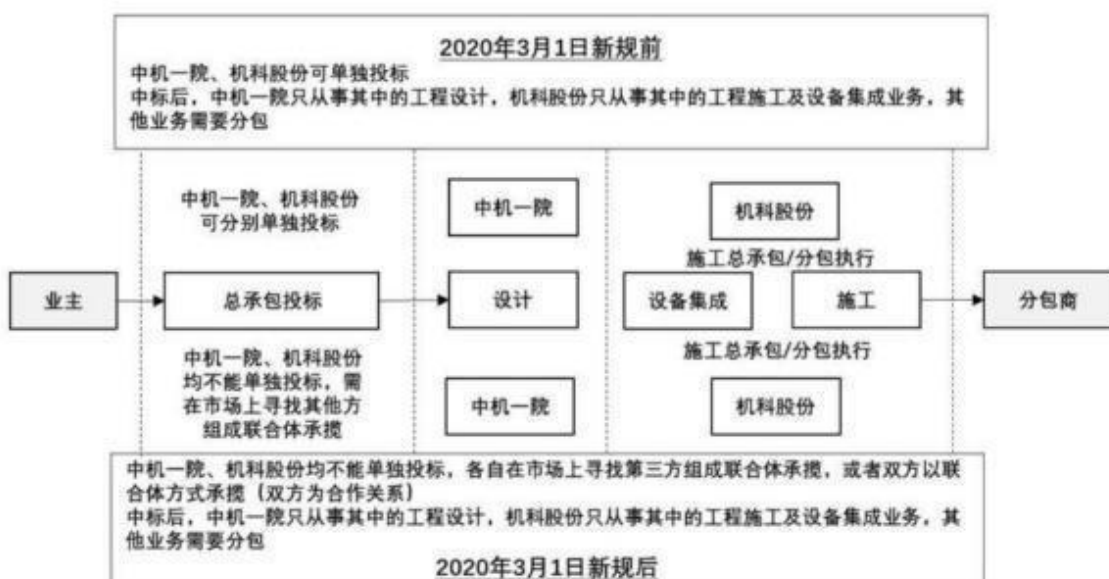 2020年3月1日新规前
中机一院、机科股份可单独投标
中标后，中机一院只从事其中的工程设计，机科股份只从事其中的工程施工及设备集成业务，其
他业务需要分包
中机一院、机科股份
可分别单独投标
中机一院
机科股份
施工总承包/分包执行
业主
总承包投标
设计
设备集成
施工
分包商
施工总承包/分包执行
中机一院、机科股份
均不能单独投标，需
在市场上寻找其他方
组成联合体承揽
中机一院
机科股份
中机一院、机科股份均不能单独投标，各自在市场上寻找第三方组成联合体承揽，或者双方以联
合体方式承揽（双方为合作关系）
中标后，中机一院只从事其中的工程设计，机科股份只从事其中的工程施工及设备集成业务，其
他业务需要分包
2020年3月1日新规后